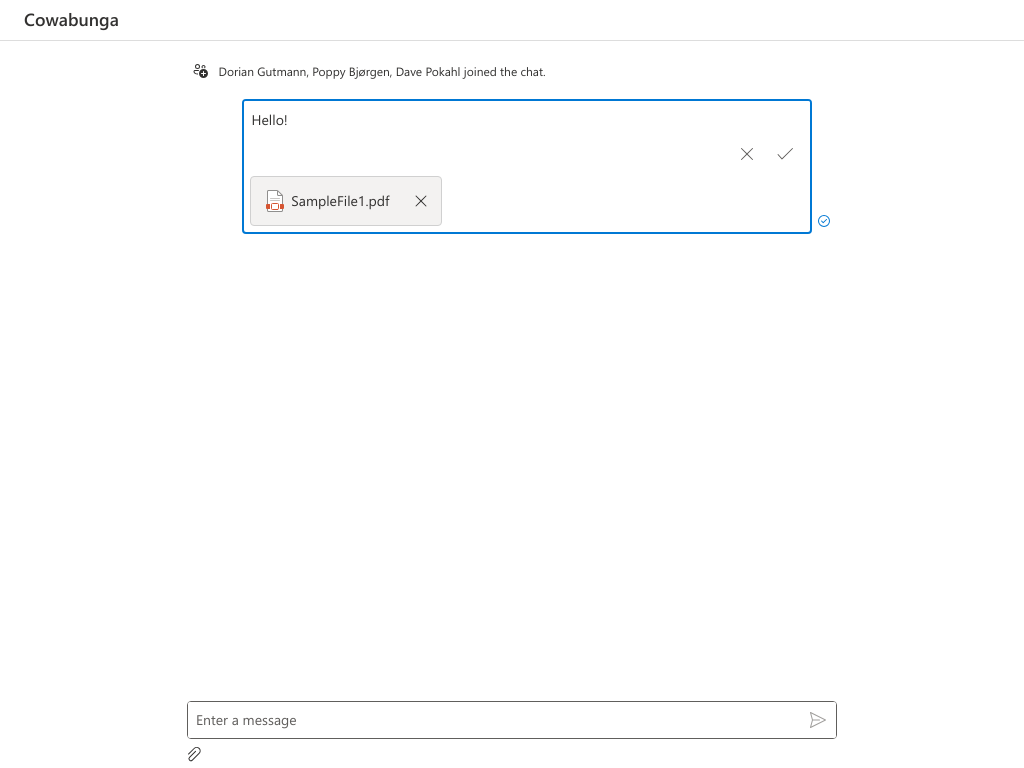 Cowabunga
Dorian Gutmann, Poppy Bjørgen, Dave Pokahl joined the chat.
Hello!
SampleFile1.pdf
Enter a message